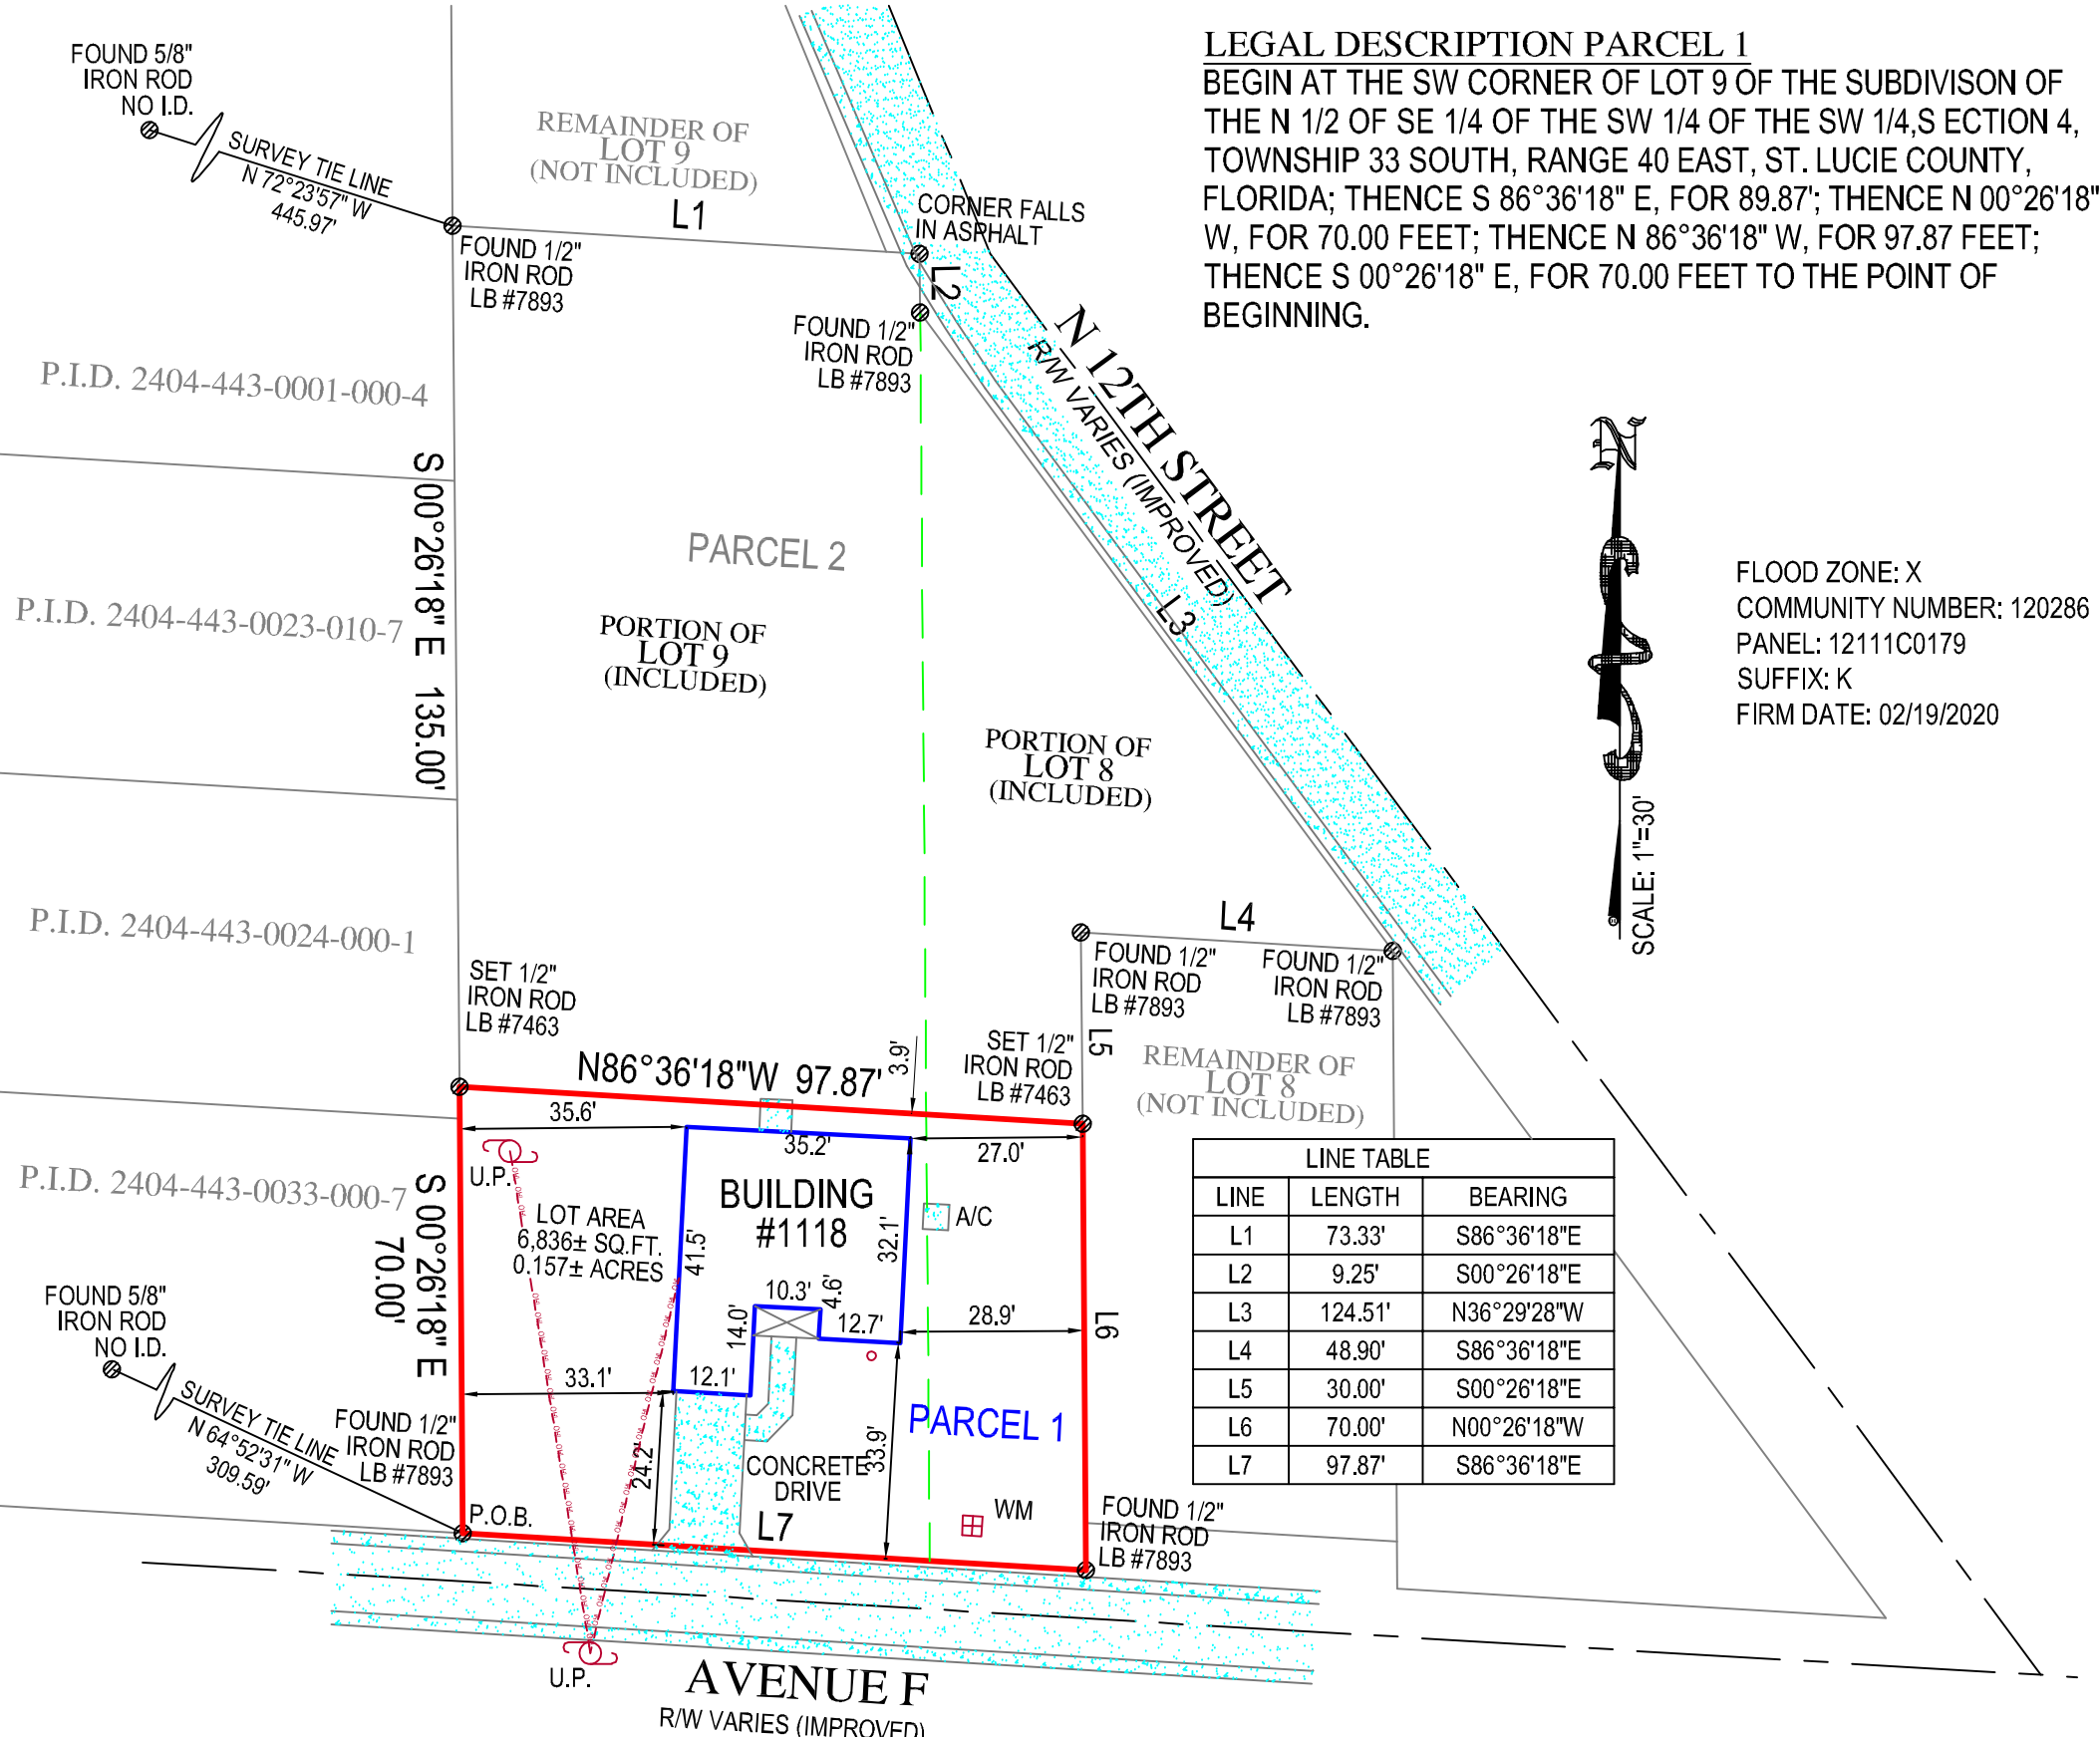 LEGAL DESCRIPTION PARCEL 1
BEGIN AT THE SW CORNER OF LOT 9 OF THE SUBDIVISON OF
THE N 1/2 OF SE 1/4 OF THE SW 1/4 OF THE SW 1/4,S ECTION 4,
TOWNSHIP 33 SOUTH, RANGE 40 EAST, ST. LUCIE COUNTY,
FLORIDA; THENCE S 86°36'18" E, FOR 89.87'; THENCE N 00°26'18"
W, FOR 70.00 FEET; THENCE N 86°36'18" W, FOR 97.87 FEET;
THENCE S 00°26'18" E, FOR 70.00 FEET TO THE POINT OF
BEGINNING.
FOUND 5/8"
IRON ROD
NO I.D.
SURVEY TIE LINE
N 72°23'57" W
445.97'
REMAINDER OF
LOT 9
(NOT INCLUDED)
L1
CORNER FALLS
IN ASPHALT
FOUND 1/2"
IRON ROD
LB #7893
L2
FOUND 1/2"
IRON ROD
LB #7893
N 12TH STREET
R/W VARIES (IMPROVED)
L3
P.I.D. 2404-443-0001-000-4
S 00°26'18" E 135.00'
PARCEL 2
P.I.D. 2404-443-0023-010-7
PORTION OF
LOT 9
(INCLUDED)
PORTION OF
LOT 8
(INCLUDED)
N
SCALE: 1"=30'
FLOOD ZONE: X
COMMUNITY NUMBER: 120286
PANEL: 12111C0179
SUFFIX: K
FIRM DATE: 02/19/2020
P.I.D. 2404-443-0024-000-1
SET 1/2"
IRON ROD
LB #7463
L4
FOUND 1/2"
IRON ROD
LB #7893
FOUND 1/2"
IRON ROD
LB #7893
L5
SET 1/2"
IRON ROD
LB #7463
REMAINDER OF
LOT 8
(NOT INCLUDED)
N86°36'18"W 97.87'
3.9'
35.6'
35.2'
27.0'
U.P.
P.I.D. 2404-443-0033-000-7
S 00°26'18" E
70.00'
LOT AREA
6,836± SQ.FT.
0.157± ACRES
BUILDING
#1118
41.5'
32.1'
A/C
10.3'
4.6'
14.0'
12.7'
28.9'
L6
33.1'
12.1'
24.2'
33.9'
PARCEL 1
CONCRETE
DRIVE
L7
WM
FOUND 5/8"
IRON ROD
NO I.D.
SURVEY TIE LINE
N 64°52'31" W
309.59'
FOUND 1/2"
IRON ROD
LB #7893
P.O.B.
FOUND 1/2"
IRON ROD
LB #7893
U.P.
AVENUE F
R/W VARIES (IMPROVED)
LINE TABLE
LINE LENGTH BEARING
L1 73.33' S86°36'18"E
L2 9.25' S00°26'18"E
L3 124.51' N36°29'28"W
L4 48.90' S86°36'18"E
L5 30.00' S00°26'18"E
L6 70.00' N00°26'18"W
L7 97.87' S86°36'18"E